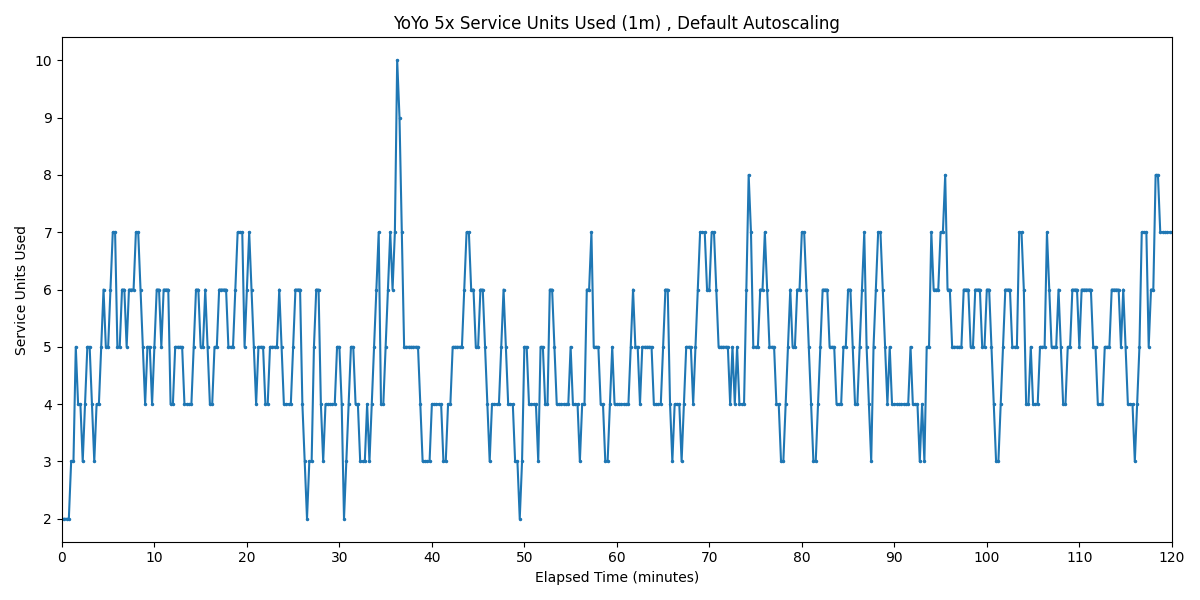 YoYo 5x Service Units Used (1m) , Default Autoscaling
Service Units Used
10
9
8
7
6
5
4
3
2
0 10 20 30 40 50 60 70 80 90 100 110 120
Elapsed Time (minutes)